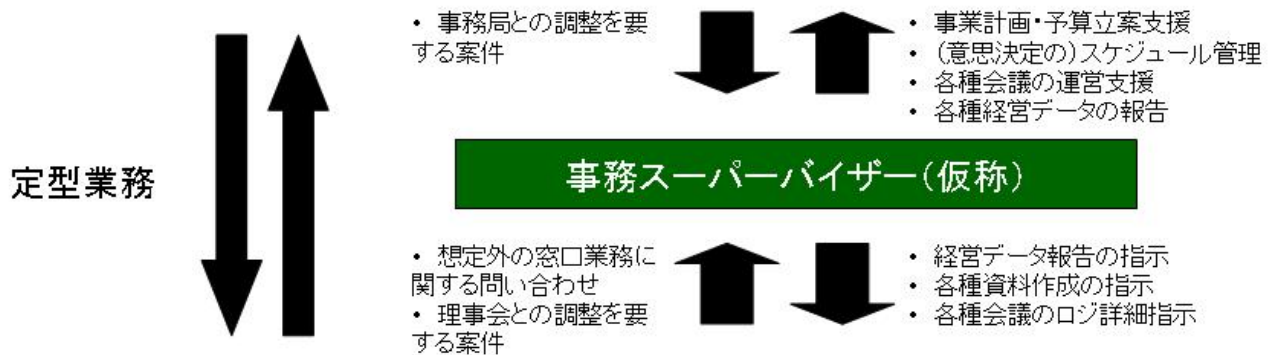 ・ 事務局との調整を要
する案件
・ 事業計画・予算立案支援
・ (意思決定の)スケジュール管理
・ 各種会議の運営支援
・ 各種経営データの報告
定型業務
事務スーパーバイザー(仮称)
・ 想定外の窓口業務に
関する問い合わせ
・ 理事会との調整を要
する案件
・ 経営データ報告の指示
・ 各種資料作成の指示
・ 各種会議のロジ詳細指示